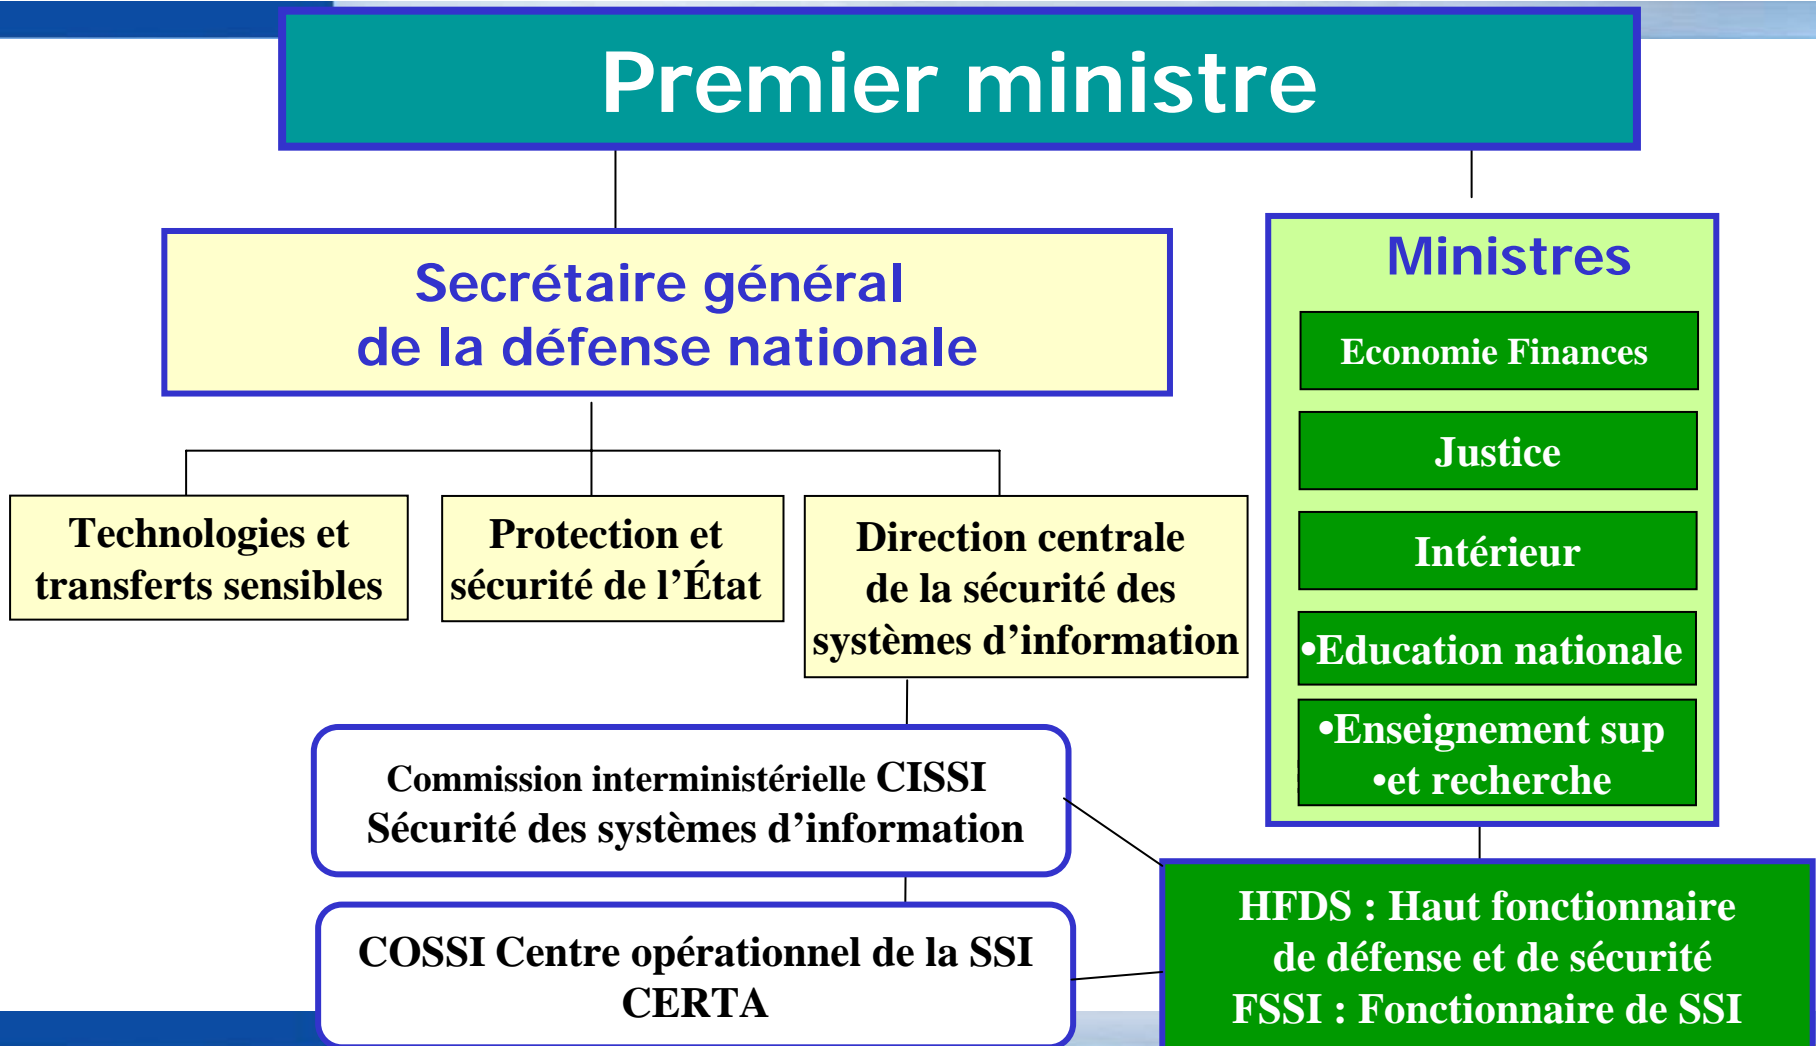 Premier ministre
Secrétaire général
de la défense nationale
Technologies et
transferts sensibles
Protection et
sécurité de l’État
Direction centrale
de la sécurité des
systèmes d’information
Commission interministérielle CISSI
Sécurité des systèmes d’information
COSSI Centre opérationnel de la SSI
CERTA
Ministres
Economie Finances
Justice
Intérieur
•Education nationale
•Enseignement sup
•et recherche
HFDS : Haut fonctionnaire
de défense et de sécurité
FSSI : Fonctionnaire de SSI